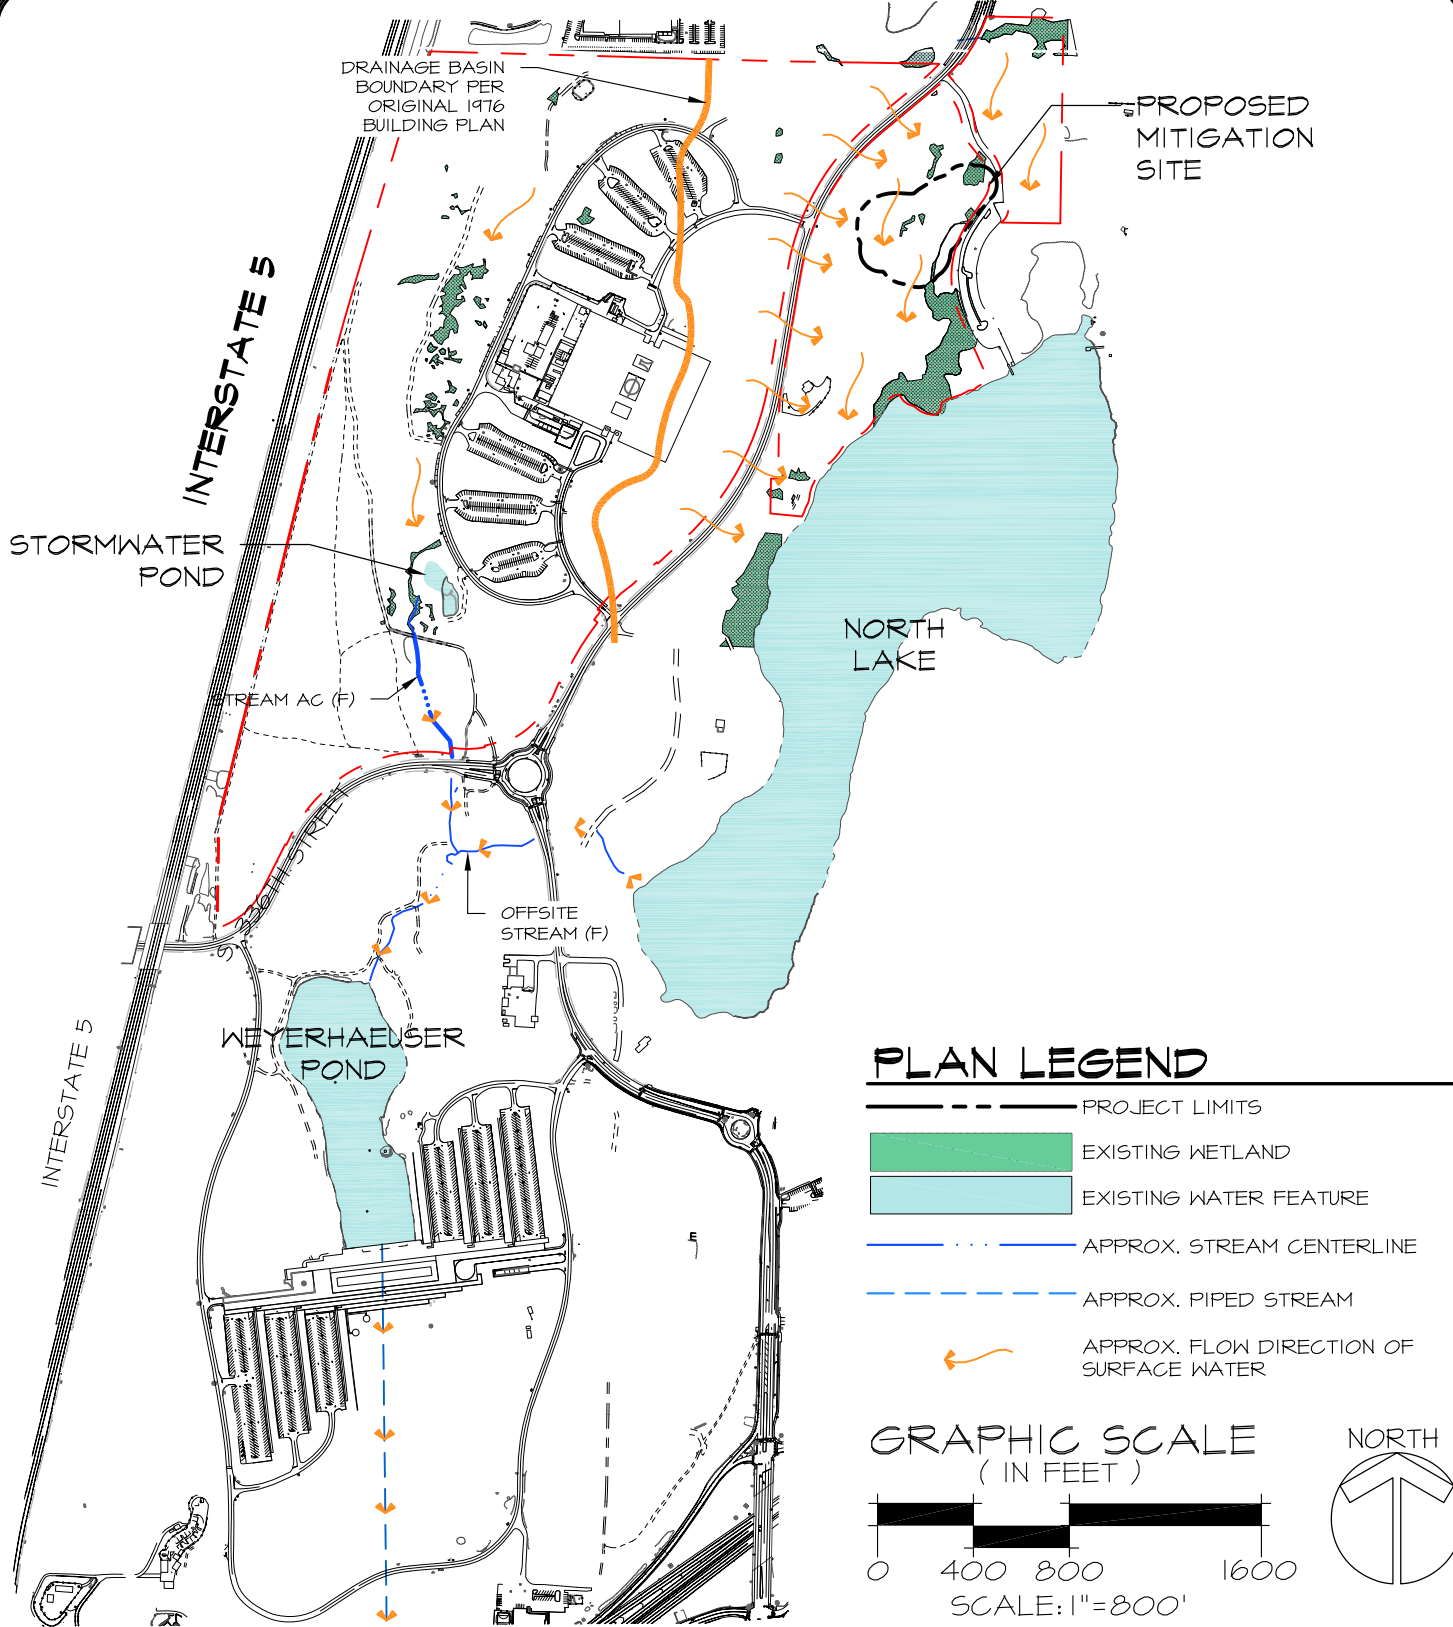 DRAINAGE BASIN
BOUNDARY PER
ORIGINAL 1976
BUILDING PLAN
PROPOSED
MITIGATION
SITE
INTERSTATE 5
STORMWATER
POND
NORTH
LAKE
STREAM AC (F)
S 320TH STREET
OFFSITE
STREAM (F)
WEYERHAEUSER
POND
INTERSTATE 5
E
PLAN LEGEND
PROJECT LIMITS
EXISTING WETLAND
EXISTING WATER FEATURE
APPROX. STREAM CENTERLINE
APPROX. PIPED STREAM
APPROX. FLOW DIRECTION OF
SURFACE WATER
GRAPHIC SCALE
( IN FEET )
0 400 800 1600
SCALE: 1"=800'
NORTH